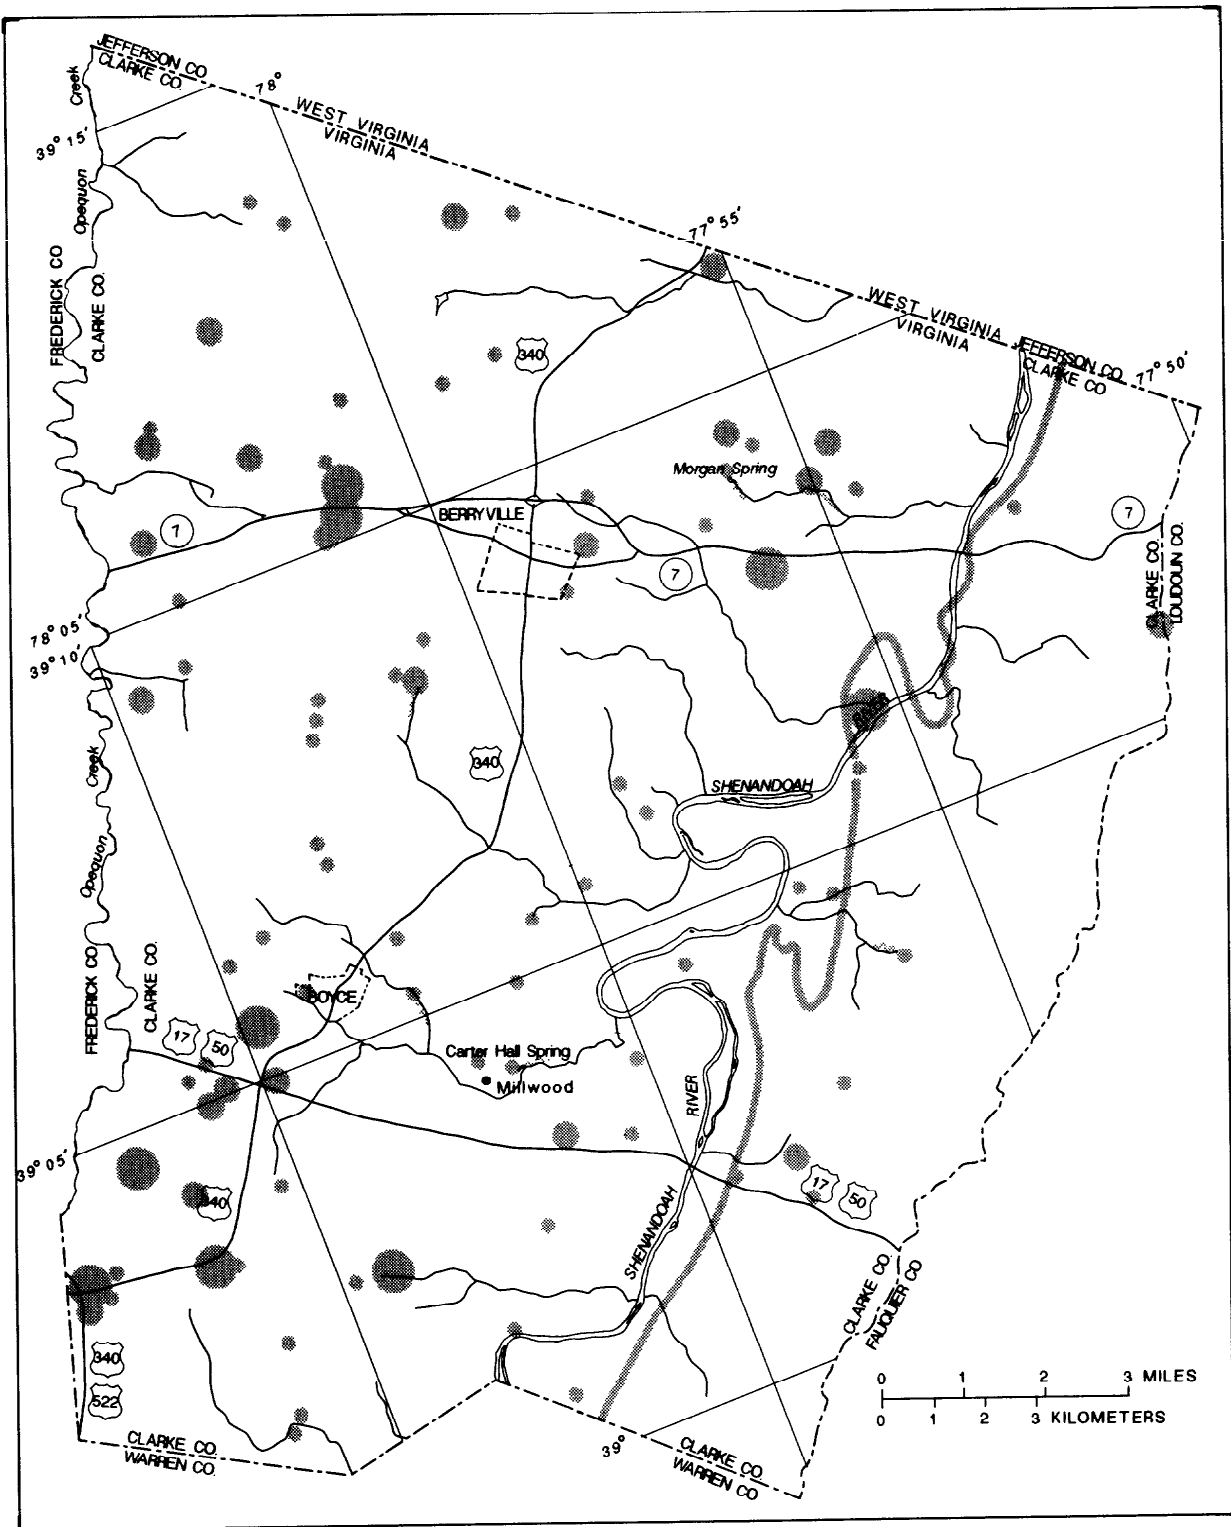 JEFFERSON CO
CLARKE CO.
78°
WEST VIRGINIA
VIRGINIA
Creek
39° 15'
Opequon
77° 55'
FREDERICK CO
CLARKE CO.
WEST VIRGINIA
VIRGINIA
JEFFERSON CO
CLARKE CO
77° 50'
340
Morgan Spring
BERRYVILLE
7
7
7
CLARKE CO.
LOUDOUN CO.
78° 05'
39° 10'
340
Creek
SHENANDOAH
Opequon
FREDERICK CO
CLARKE CO.
BOYCE
17
50
Carter Hall Spring
Millwood
RIVER
39° 05'
340
17
50
SHENANDOAH
CLARKE CO.
FAUQUIER CO
340
522
0 1 2 3 MILES
0 1 2 3 KILOMETERS
CLARKE CO.
WARREN CO.
39°
CLARKE CO.
WARREN CO